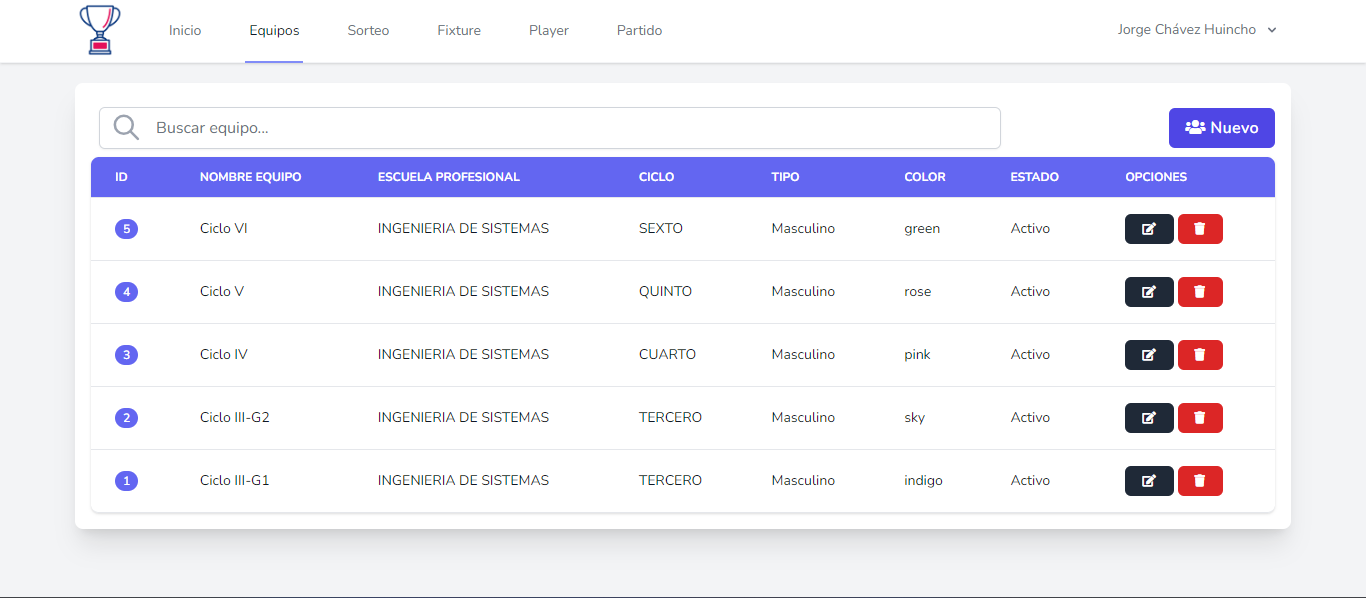 Inicio Equipos Sorteo Fixture Player Partido Jorge Chávez Huincho
Buscar equipo... Nuevo
ID NOMBRE EQUIPO ESCUELA PROFESIONAL CICLO TIPO COLOR ESTADO OPCIONES
5 Ciclo VI INGENIERIA DE SISTEMAS SEXTO Masculino green Activo
4 Ciclo V INGENIERIA DE SISTEMAS QUINTO Masculino rose Activo
3 Ciclo IV INGENIERIA DE SISTEMAS CUARTO Masculino pink Activo
2 Ciclo III-G2 INGENIERIA DE SISTEMAS TERCERO Masculino sky Activo
1 Ciclo III-G1 INGENIERIA DE SISTEMAS TERCERO Masculino indigo Activo